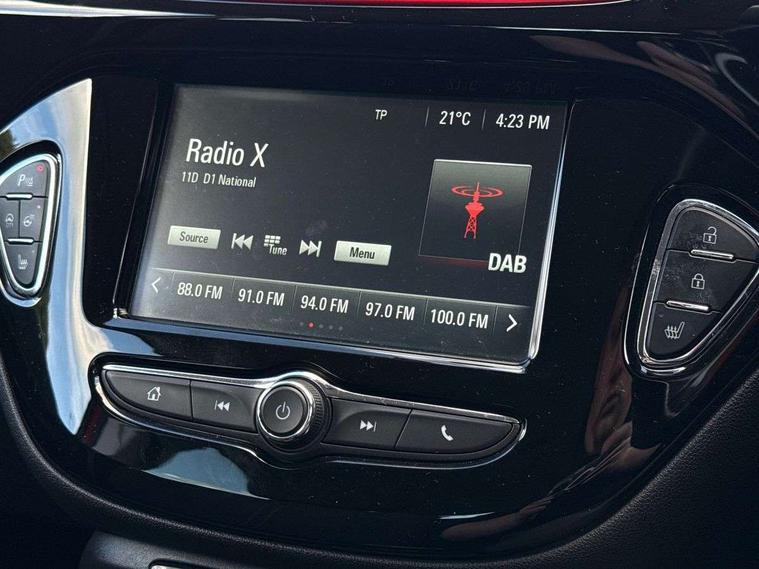 TP 21°C 4:23 PM
Radio X
11D D1 National
Source Tune Menu
DAB
88.0 FM 91.0 FM 94.0 FM 97.0 FM 100.0 FM